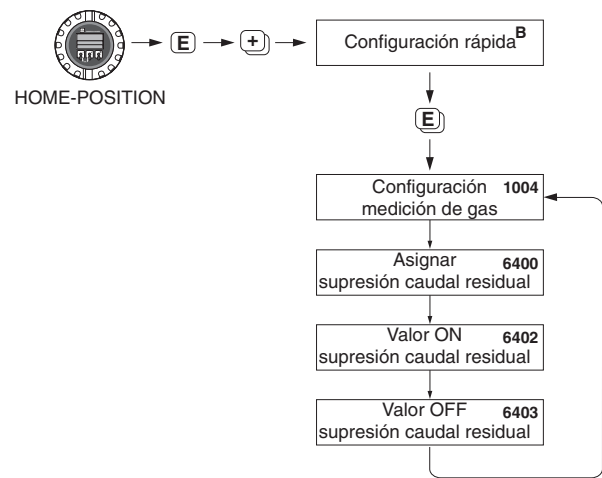 E
+
Configuración rápida B
HOME-POSITION
E
Configuración 1004
medición de gas
Asignar 6400
supresión caudal residual
Valor ON 6402
supresión caudal residual
Valor OFF 6403
supresión caudal residual